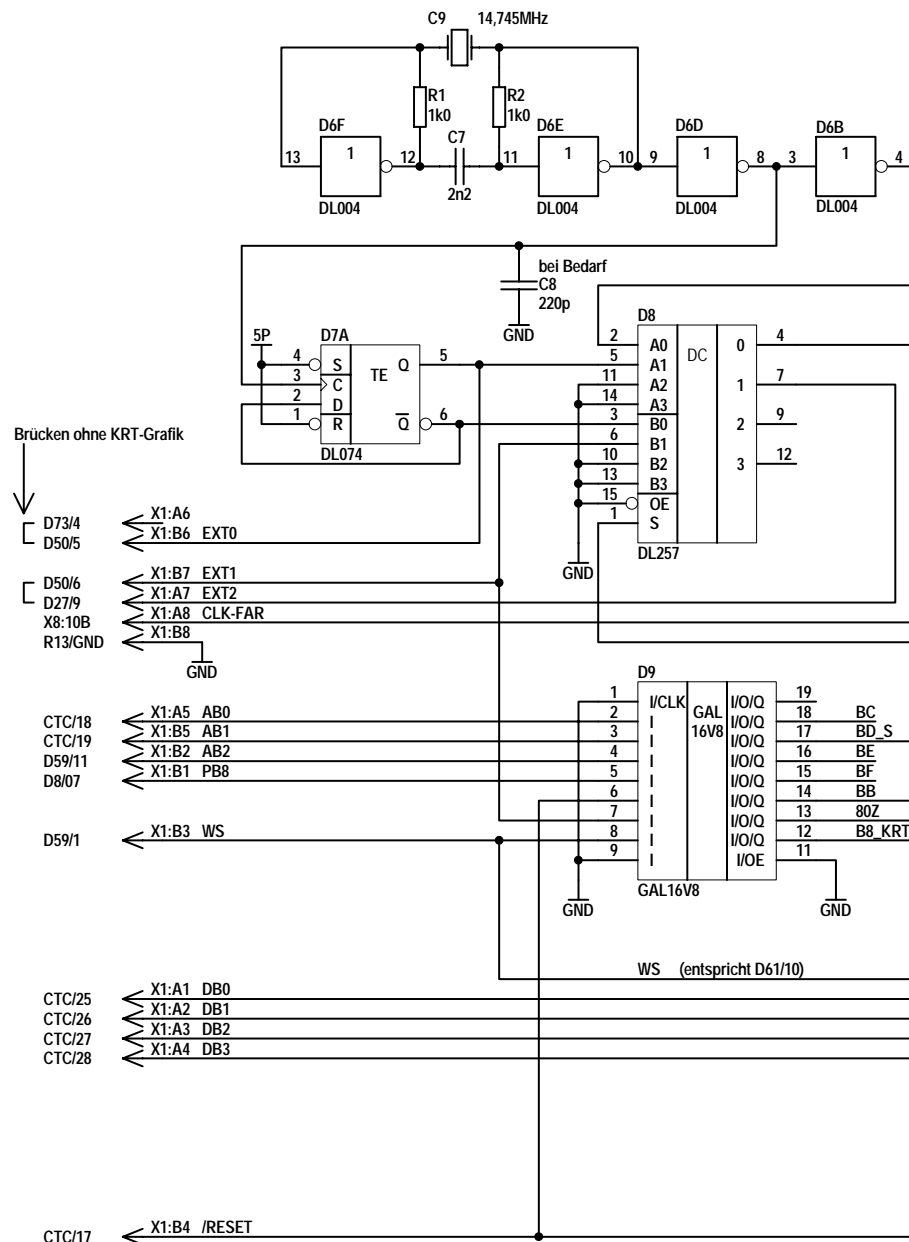 C9 14,745MHz
R1 R2
1k0 1k0
D6F C7 D6E D6D D6B
13 1 12 11 1 10 9 1 8 3 1 4
DL004 2n2 DL004 DL004 DL004
bei Bedarf
C8
220p
GND
5P D7A D8
4 S TE Q 5
3 C
2 D
1 R Q 6
DL074
2 A0 DC 0 4
5 A1
11 A2 1 7
14 A3
3 B0 2 9
6 B1
10 B2 3 12
13 B3
15 OE
1 S
DL257
GND
Brücken ohne KRT-Grafik
D73/4 X1:A6
D50/5 X1:B6 EXT0
D50/6 X1:B7 EXT1
D27/9 X1:A7 EXT2
X8:10B X1:A8 CLK-FAR
R13/GND X1:B8
GND
D9
1 I/CLK GAL I/O/Q 19
CTC/18 X1:A5 AB0 2 I 16V8 I/O/Q 18 BC
CTC/19 X1:B5 AB1 3 I I/O/Q 17 BD_S
D59/11 X1:B2 AB2 4 I I/O/Q 16 BE
D8/07 X1:B1 PB8 5 I I/O/Q 15 BF
6 I I/O/Q 14 BB
7 I I/O/Q 13 80Z
D59/1 X1:B3 WS 8 I I/O/Q 12 B8_KRT
9 I I/OE 11
GAL16V8
GND GND
WS (entspricht D61/10)
CTC/25 X1:A1 DB0
CTC/26 X1:A2 DB1
CTC/27 X1:A3 DB2
CTC/28 X1:A4 DB3
CTC/17 X1:B4 /RESET